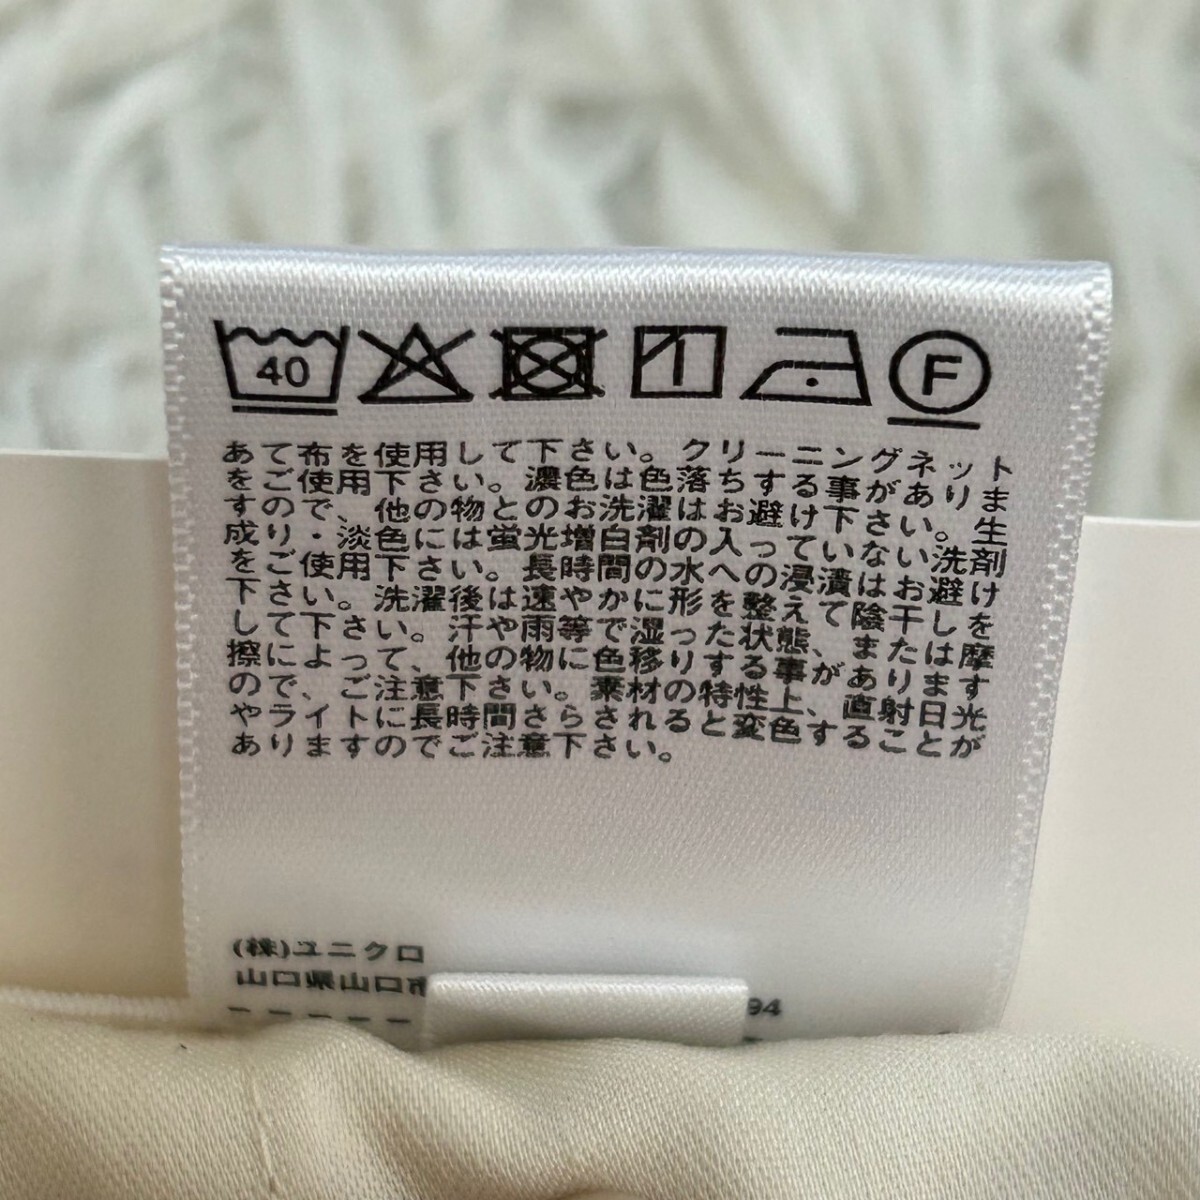 40 1 F
あて布を使用して下さい。クリーニングネット
をご使用下さい。濃色は色落ちする事がありま
すので、他の物とのお洗濯はお避け下さい。生
成り・淡色には蛍光増白剤の入っていない洗剤
をご使用下さい。長時間の水への浸漬はお避け
下さい。洗濯後は速やかに形を整えて陰干しを
して下さい。汗や雨等で湿った状態、または摩
擦によって、他の物に色移りする事があります
ので、ご注意下さい。素材の特性上、直射日光
やライトに長時間さらされると変色することが
ありますのでご注意下さい。
(株)ユニクロ
山口県山口市
94